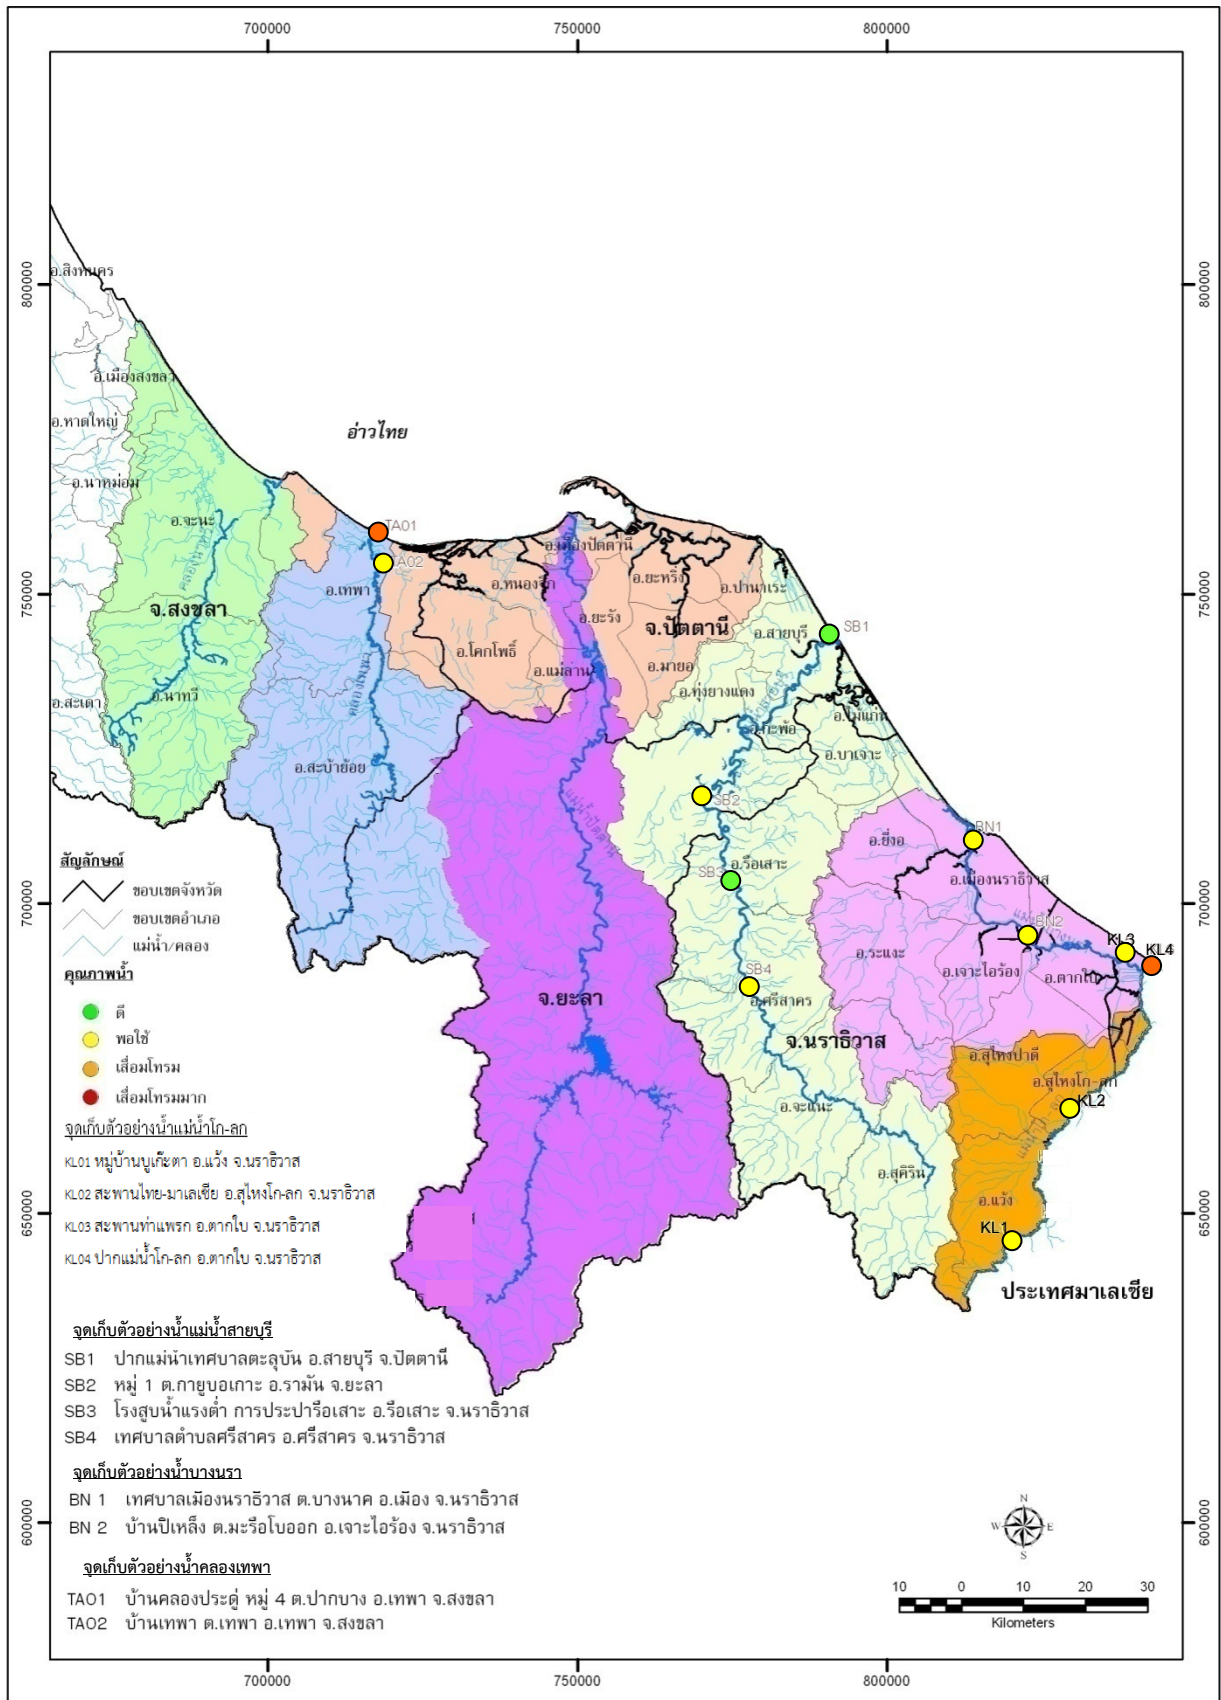 700000 750000 800000
800000 800000
750000 750000
700000 700000
650000 650000
600000 600000
อ.สิงหนคร
อ.เมืองสงขลา
อ.หาดใหญ่
อ่าวไทย
อ.นาหม่อม
อ.จะนะ
TA01
TA02
อ.เมืองปัตตานี
อ.หนองจิก
อ.ยะหริ่ง
อ.ปานาเระ
อ.เทพา
จ.สงขลา
อ.ยะรัง
จ.ปัตตานี
อ.สายบุรี
SB1
อ.โคกโพธิ์
อ.แม่ลาน
อ.มายอ
อ.ทุ่งยางแดง
อ.สะเดา
อ.นาทวี
คลองเทพา
อ.ไม้แก่น
อ.กะพ้อ
อ.บาเจาะ
อ.สะบ้าย้อย
SB2
แม่น้ำปัตตานี
BN1
อ.ยี่งอ
อ.รือเสาะ
SB3
อ.เมืองนราธิวาส
BN2
KL3
KL4
อ.ระแงะ
อ.เจาะไอร้อง
อ.ตากใบ
SB4
อ.ศรีสาคร
จ.ยะลา
จ.นราธิวาส
อ.สุไหงปาดี
อ.สุไหงโก-ลก
KL2
อ.จะแนะ
อ.สุคิริน
อ.แว้ง
KL1
ประเทศมาเลเซีย
สัญลักษณ์
ขอบเขตจังหวัด
ขอบเขตอำเภอ
แม่น้ำ/คลอง
คุณภาพน้ำ
ดี
พอใช้
เสื่อมโทรม
เสื่อมโทรมมาก
จุดเก็บตัวอย่างน้ำแม่น้ำโก-ลก
KL01 หมู่บ้านบูเก๊ะตา อ.แว้ง จ.นราธิวาส
KL02 สะพานไทย-มาเลเซีย อ.สุไหงโก-ลก จ.นราธิวาส
KL03 สะพานท่าแพรก อ.ตากใบ จ.นราธิวาส
KL04 ปากแม่น้ำโก-ลก อ.ตากใบ จ.นราธิวาส
จุดเก็บตัวอย่างน้ำแม่น้ำสายบุรี
SB1 ปากแม่น้ำเทศบาลตะลุบัน อ.สายบุรี จ.ปัตตานี
SB2 หมู่ 1 ต.กายูบอเกาะ อ.รามัน จ.ยะลา
SB3 โรงสูบน้ำแรงต่ำ การประปารือเสาะ อ.รือเสาะ จ.นราธิวาส
SB4 เทศบาลตำบลศรีสาคร อ.ศรีสาคร จ.นราธิวาส
จุดเก็บตัวอย่างน้ำบางนรา
BN 1 เทศบาลเมืองนราธิวาส ต.บางนาค อ.เมือง จ.นราธิวาส
BN 2 บ้านปิเหล็ง ต.มะรือโบออก อ.เจาะไอร้อง จ.นราธิวาส
จุดเก็บตัวอย่างน้ำคลองเทพา
TA01 บ้านคลองประดู่ หมู่ 4 ต.ปากบาง อ.เทพา จ.สงขลา
TA02 บ้านเทพา ต.เทพา อ.เทพา จ.สงขลา
N
W E
S
10 0 10 20 30
Kilometers
700000 750000 800000